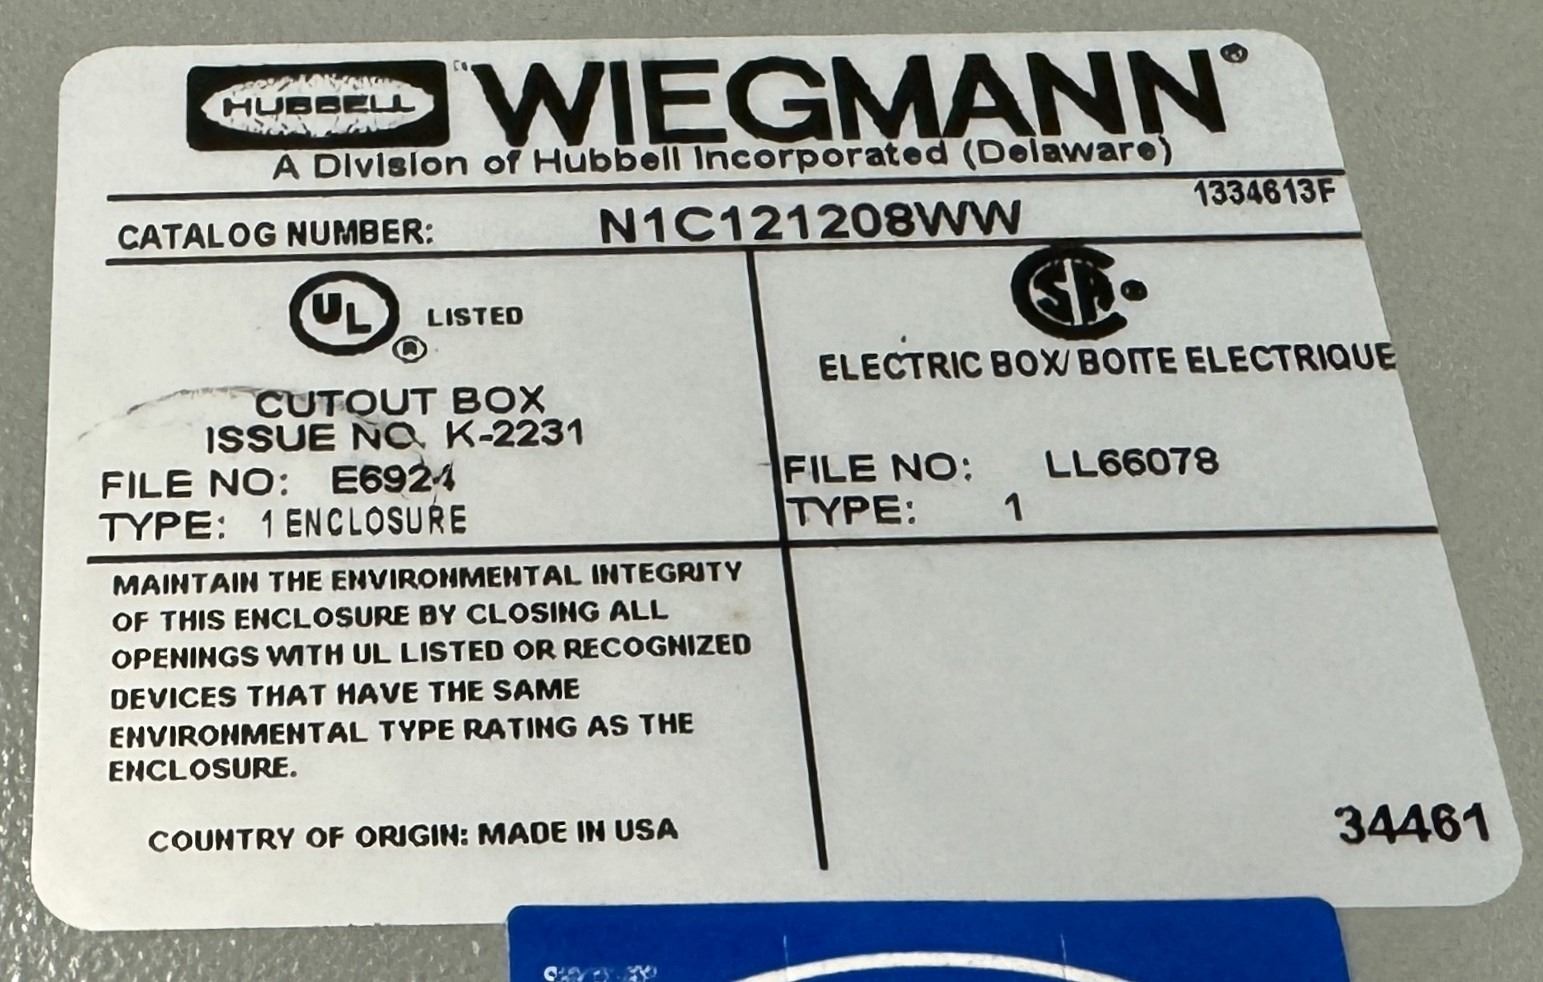 HUBBELL WIEGMANN®
A Division of Hubbell Incorporated (Delaware)
1334613F
CATALOG NUMBER: N1C121208WW
UL ® LISTED
CUTOUT BOX
ISSUE NO. K-2231
FILE NO: E6924
TYPE: 1 ENCLOSURE
SA ®
ELECTRIC BOX/BOITE ELECTRIQUE
FILE NO: LL66078
TYPE: 1
MAINTAIN THE ENVIRONMENTAL INTEGRITY
OF THIS ENCLOSURE BY CLOSING ALL
OPENINGS WITH UL LISTED OR RECOGNIZED
DEVICES THAT HAVE THE SAME
ENVIRONMENTAL TYPE RATING AS THE
ENCLOSURE.
COUNTRY OF ORIGIN: MADE IN USA
34461